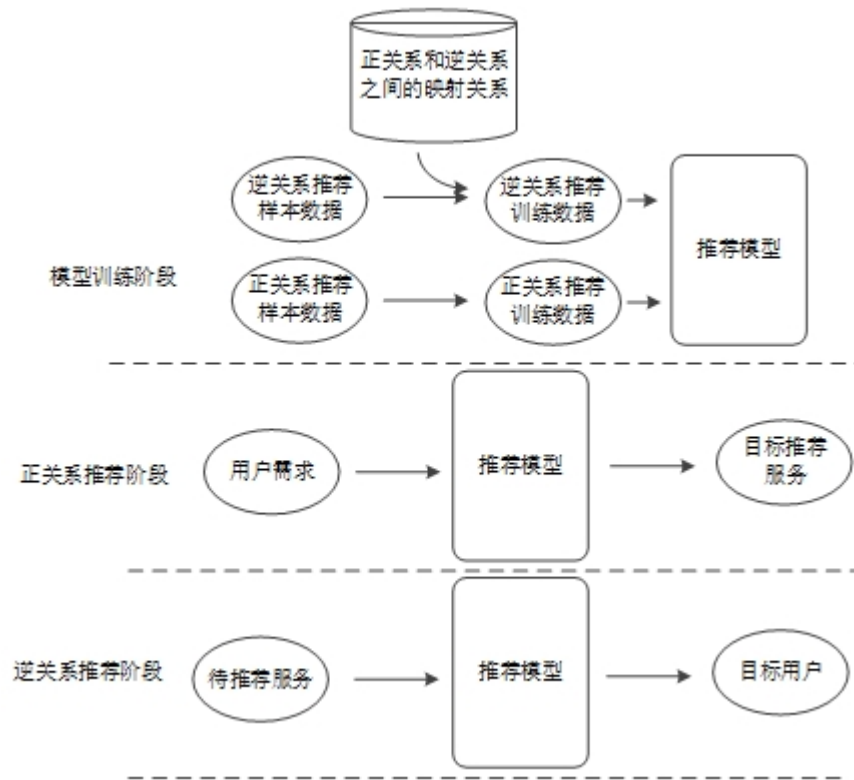 正关系和逆关系
之间的映射关系
逆关系推荐
样本数据
逆关系推荐
训练数据
推荐模型
模型训练阶段
正关系推荐
样本数据
正关系推荐
训练数据
正关系推荐阶段
用户需求
推荐模型
目标推荐
服务
逆关系推荐阶段
待推荐服务
推荐模型
目标用户